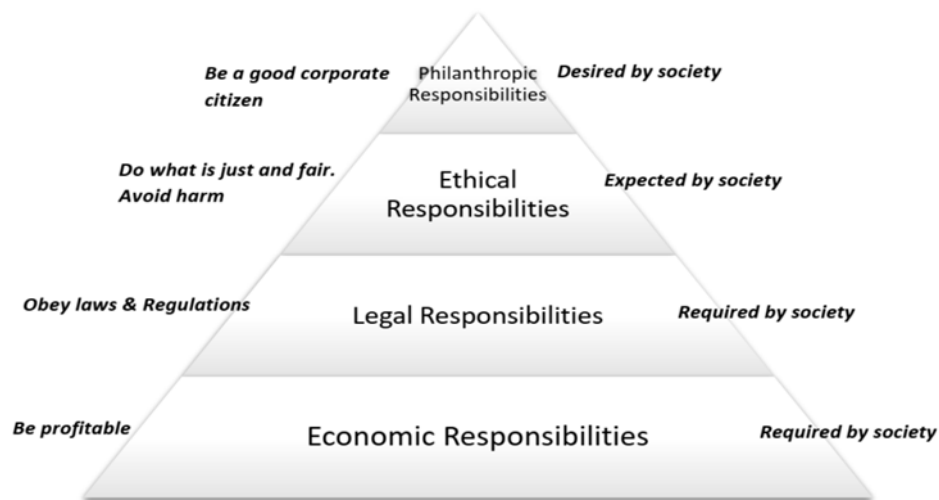 Be a good corporate
citizen
Philanthropic
Responsibilities
Desired by society
Do what is just and fair.
Avoid harm
Ethical
Responsibilities
Expected by society
Obey laws & Regulations
Legal Responsibilities
Required by society
Be profitable
Economic Responsibilities
Required by society